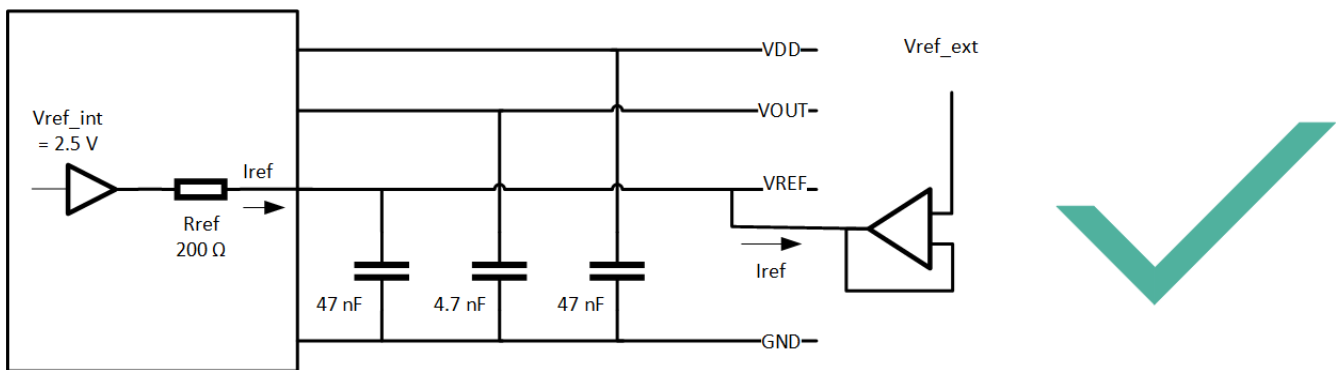 VDD
Vref_ext
VOUT
Vref_int
= 2.5 V
Iref
VREF
Rref
200 Ω
Iref
47 nF
4.7 nF
47 nF
GND